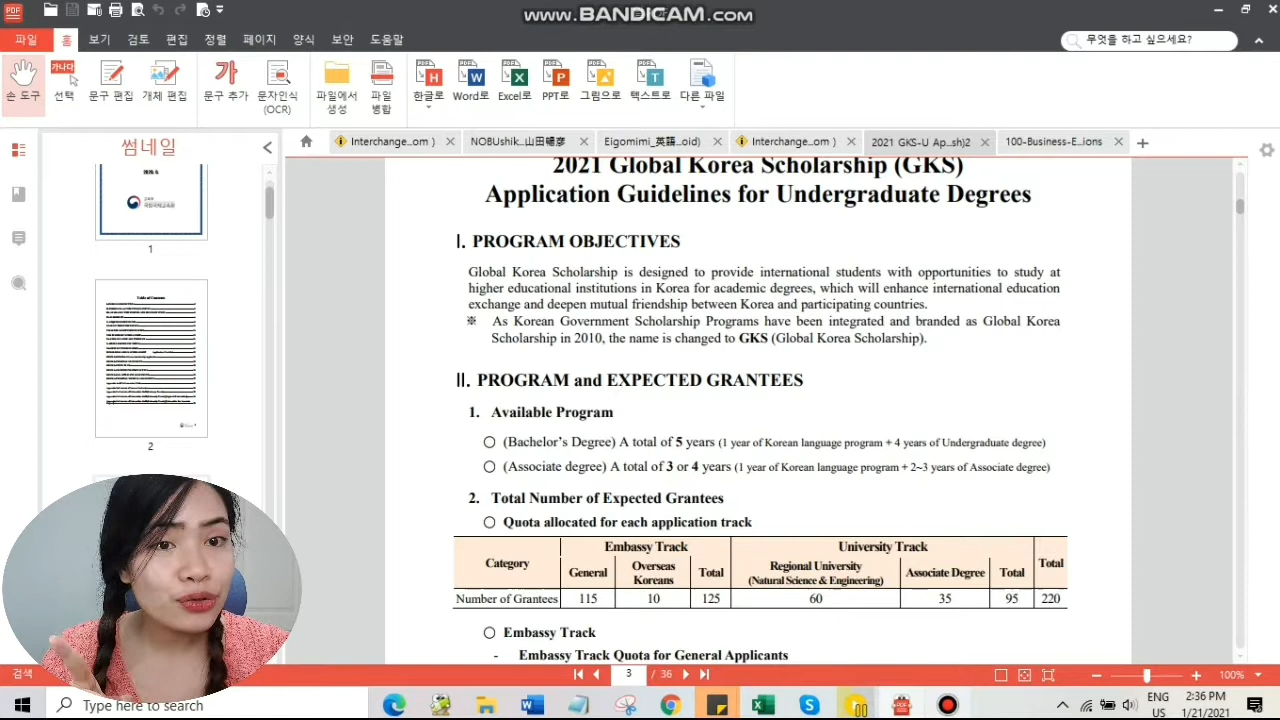 www.BANDICAM.com
파일 홈 보기 검토 편집 정렬 페이지 양식 보안 도움말
무엇을 하고 싶으세요?
가나다
손 도구 선택 문구 편집 개체 편집 문구 추가 문자인식 (OCR) 파일에서 생성 파일 병합 한글로 Word로 Excel로 PPT로 그림으로 텍스트로 다른 파일
썸네일
Interchange...om ) Eigomimi_英語...oid) Interchange...om ) 2021 GKS-U Ap...sh)2 100-Business-E...ions
1
2
2021 Global Korea Scholarship (GKS)
Application Guidelines for Undergraduate Degrees
Ⅰ. PROGRAM OBJECTIVES
Global Korea Scholarship is designed to provide international students with opportunities to study at
higher educational institutions in Korea for academic degrees, which will enhance international education
exchange and deepen mutual friendship between Korea and participating countries.
※ As Korean Government Scholarship Programs have been integrated and branded as Global Korea
Scholarship in 2010, the name is changed to GKS (Global Korea Scholarship).
Ⅱ. PROGRAM and EXPECTED GRANTEES
1. Available Program
○ (Bachelor's Degree) A total of 5 years (1 year of Korean language program + 4 years of Undergraduate degree)
○ (Associate degree) A total of 3 or 4 years (1 year of Korean language program + 2~3 years of Associate degree)
2. Total Number of Expected Grantees
○ Quota allocated for each application track
Category Embassy Track University Track Total
General Overseas Koreans Total Regional University (Natural Science & Engineering) Associate Degree Total
Number of Grantees 115 10 125 60 35 95 220
○ Embassy Track
- Embassy Track Quota for General Applicants
검색 3 / 36 100%
Type here to search
ENG
US
2:36 PM
1/21/2021